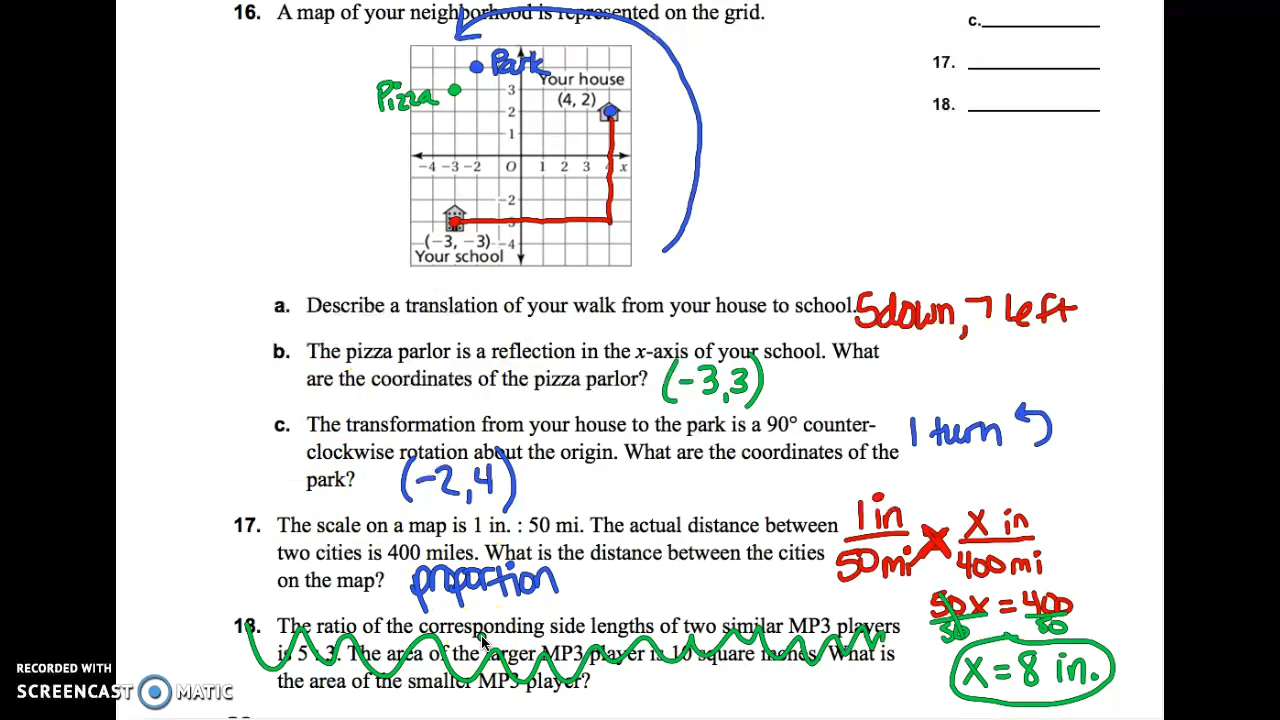 16. A map of your neighborhood is represented on the grid.
c.
17.
18.
Park
Pizza
Your house
(4, 2)
3
2
1
-4 -3 -2 O 1 2 3 x
-2
-4
(-3, -3)
Your school
a. Describe a translation of your walk from your house to school. 5 down, 7 left
b. The pizza parlor is a reflection in the x-axis of your school. What
are the coordinates of the pizza parlor? (-3,3)
c. The transformation from your house to the park is a 90° counter-
clockwise rotation about the origin. What are the coordinates of the
park? (-2,4)
1 turn
17. The scale on a map is 1 in. : 50 mi. The actual distance between
two cities is 400 miles. What is the distance between the cities
on the map? proportion
1 in x in
50 mi 400 mi
50x = 400
50 50
x = 8 in.
18. The ratio of the corresponding side lengths of two similar MP3 players
is 5 : 3. The area of the larger MP3 player is 10 square inches. What is
the area of the smaller MP3 player?
RECORDED WITH
SCREENCAST MATIC